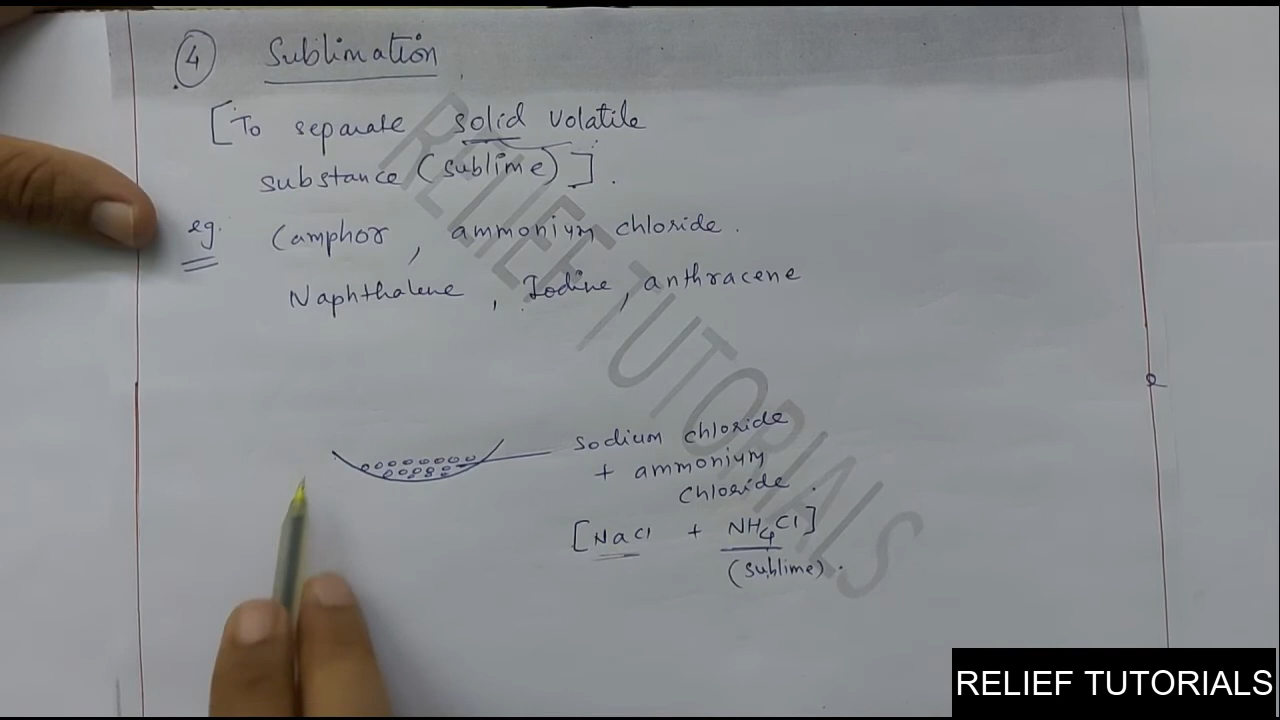 4 Sublimation
[To separate solid volatile
substance (sublime)].
eg. Camphor, ammonium chloride.
Naphthalene, Iodine, anthracene
sodium chloride
+ ammonium
chloride.
[NaCl + NH4Cl]
(sublime).
RELIEF TUTORIALS
RELIEF TUTORIALS